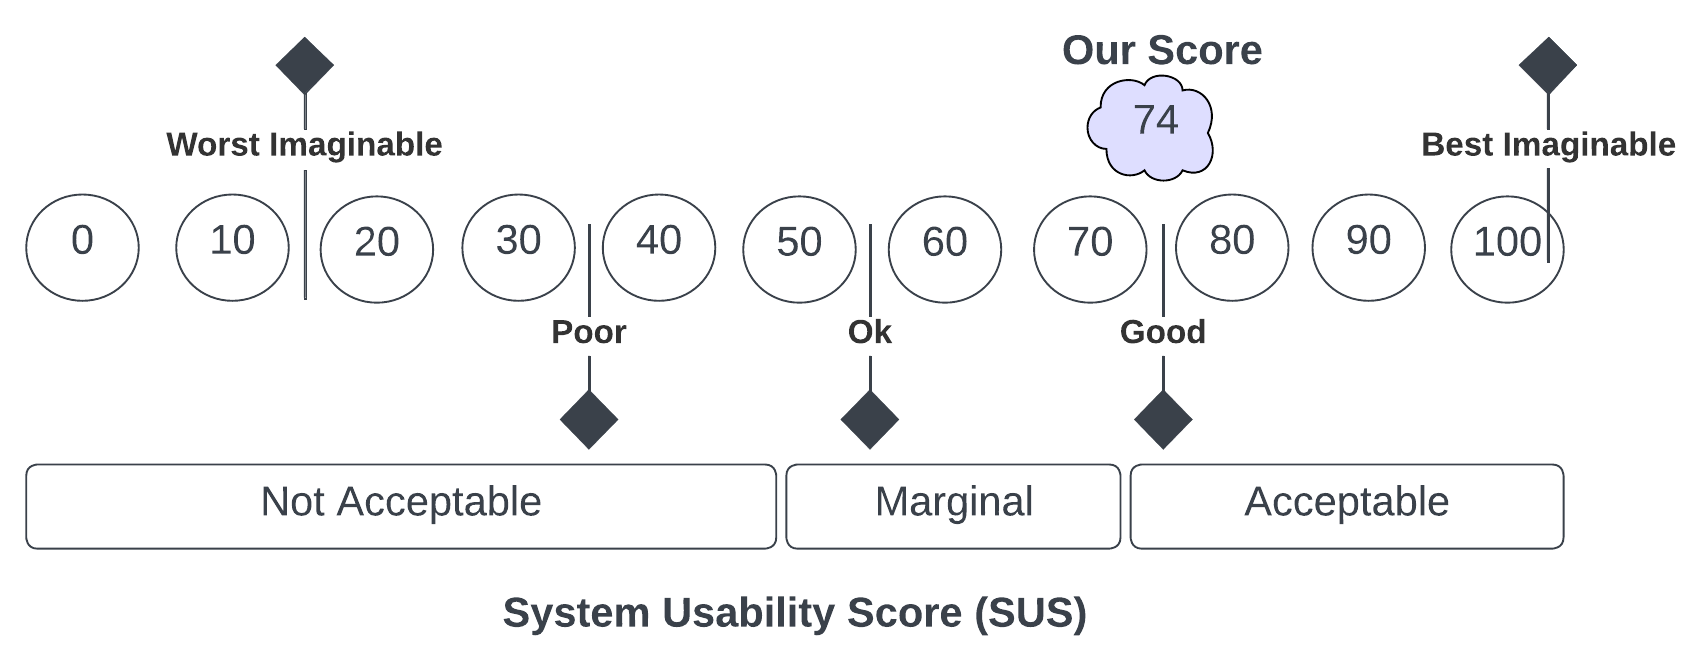 Our Score
74
Worst Imaginable
Best Imaginable
0 10 20 30 40 50 60 70 80 90 100
Poor Ok Good
Not Acceptable Marginal Acceptable
System Usability Score (SUS)